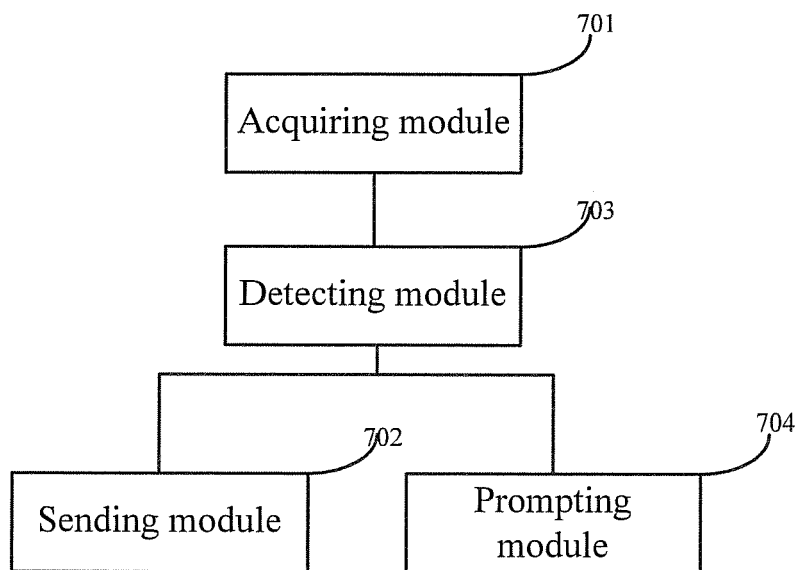 701
Acquiring module
703
Detecting module
702
704
Sending module
Prompting
module